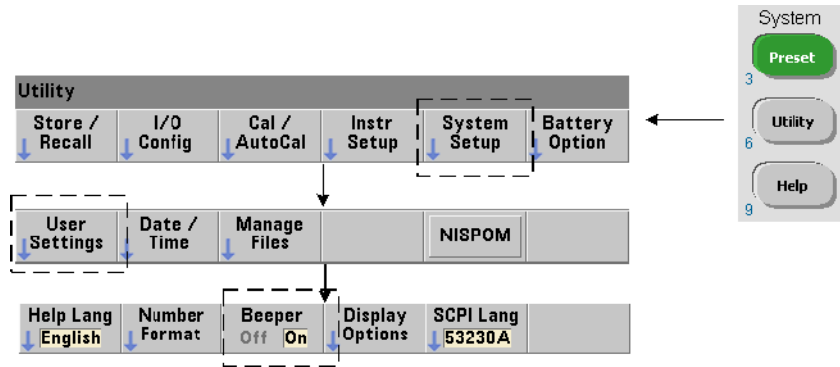 System
Preset
3
Utility
6
Help
9
Utility
Store / Recall
I/O Config
Cal / AutoCal
Instr Setup
System Setup
Battery Option
User Settings
Date / Time
Manage Files
NISPOM
Help Lang English
Number Format
Beeper Off On
Display Options
SCPI Lang 53230A